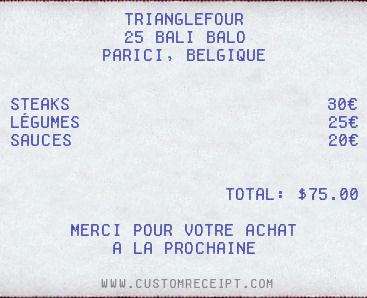 TRIANGLEFOUR
25 BALI BALO
PARICI, BELGIQUE
STEAKS 30€
LÉGUMES 25€
SAUCES 20€
TOTAL: $75.00
MERCI POUR VOTRE ACHAT
A LA PROCHAINE
WWW.CUSTOMRECEIPT.COM